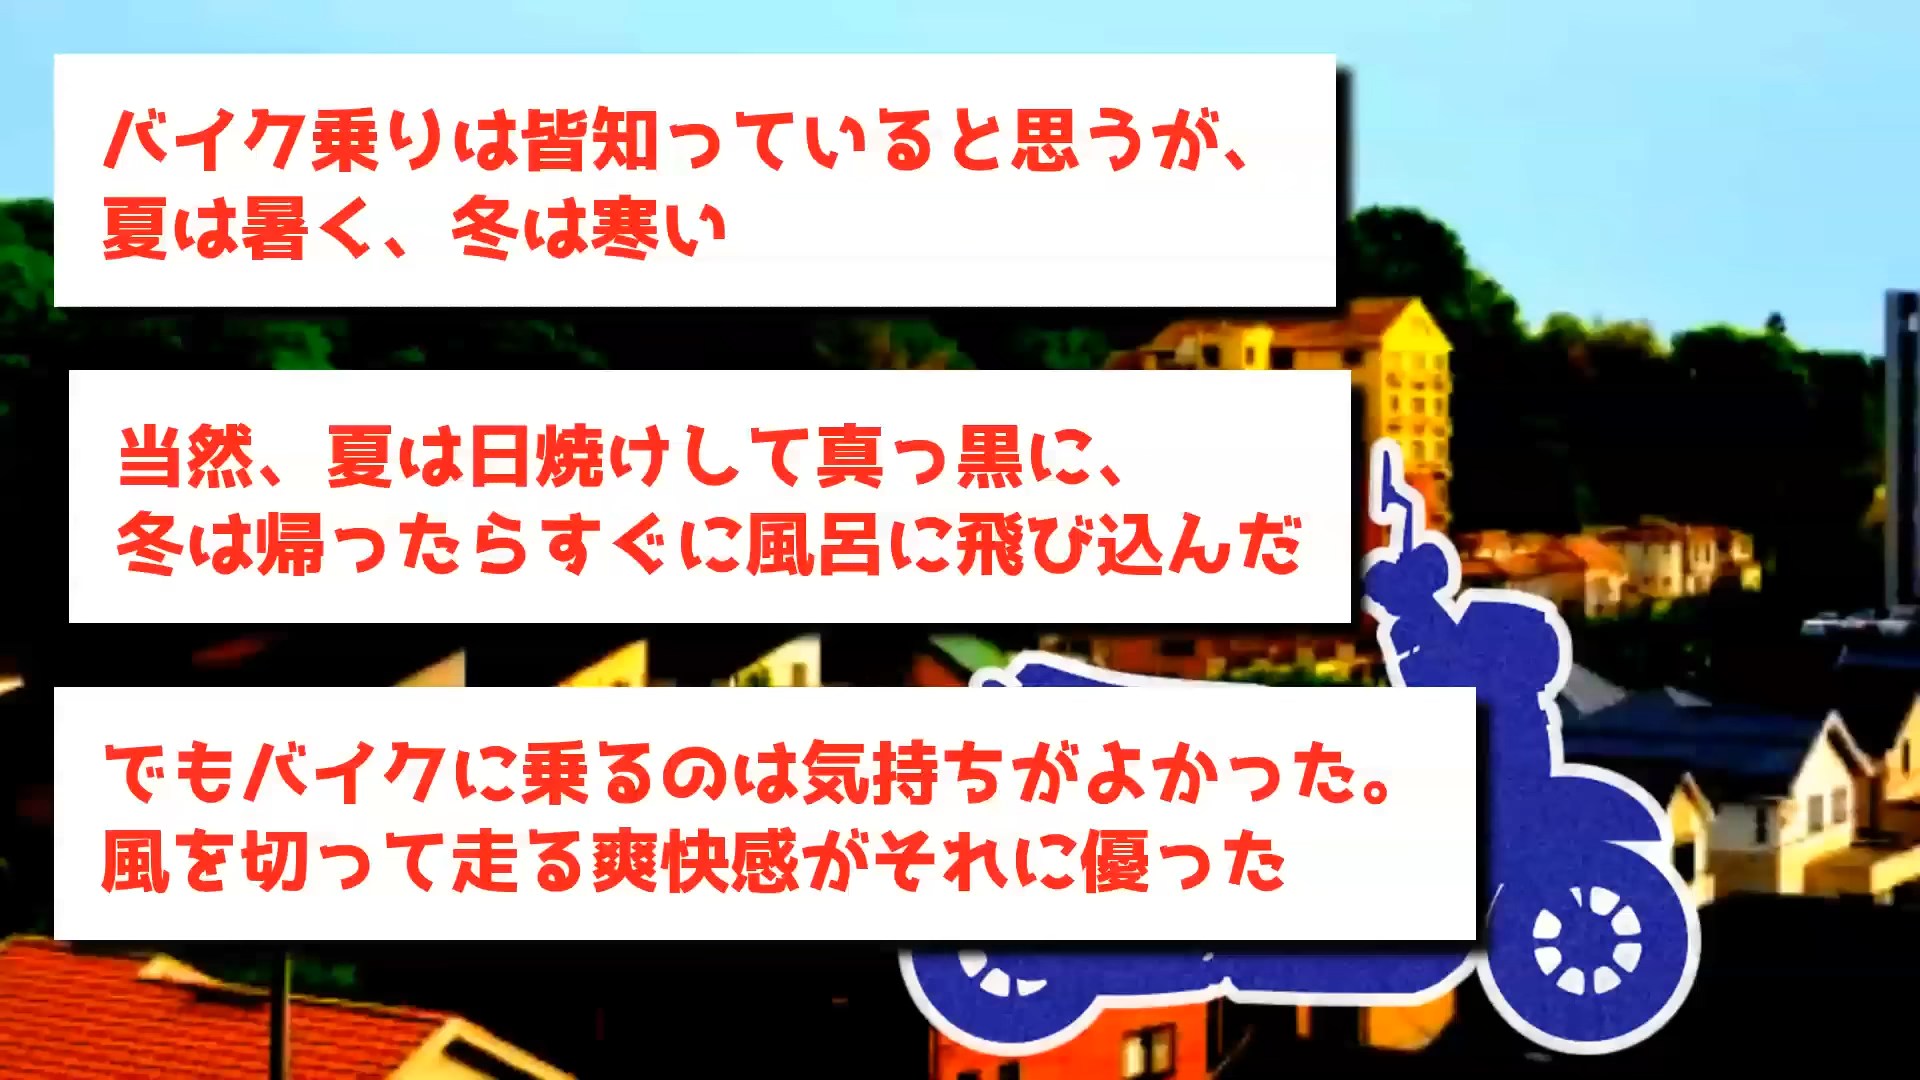 バイク乗りは皆知っていると思うが、
夏は暑く、冬は寒い
当然、夏は日焼けして真っ黒に、
冬は帰ったらすぐに風呂に飛び込んだ
でもバイクに乗るのは気持ちがよかった。
風を切って走る爽快感がそれに優った